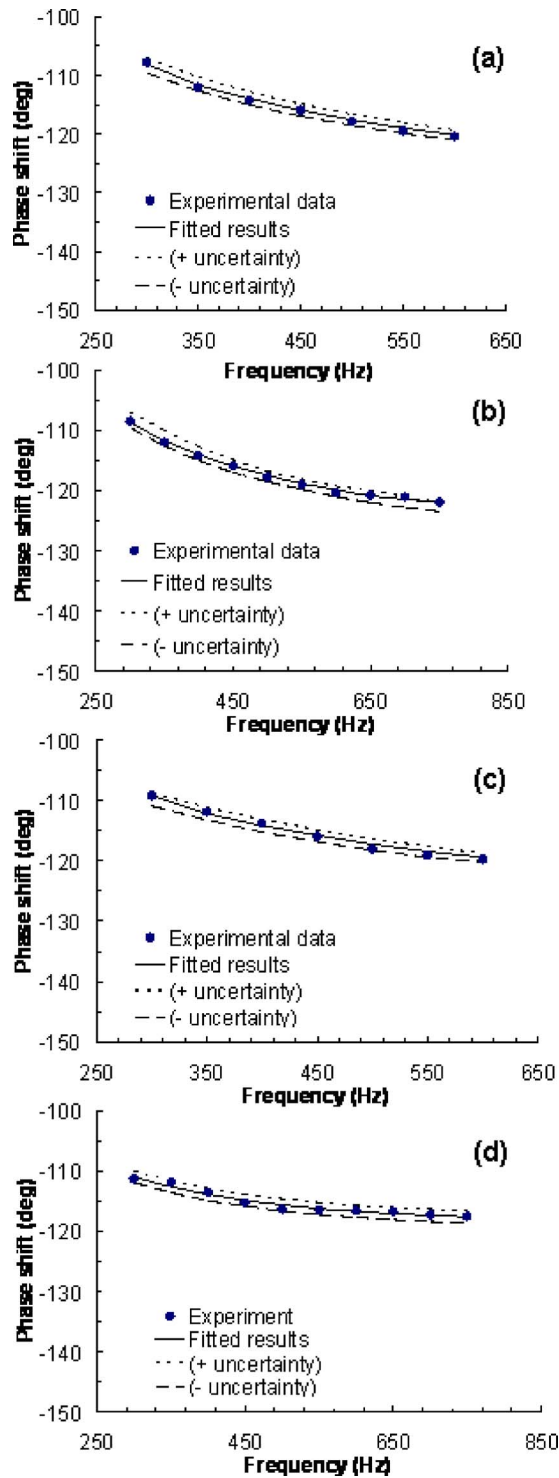 -100
(a)
-110
-120
-130
-140
-150
Phase shift (deg)
Experimental data
Fitted results
(+ uncertainty)
(- uncertainty)
250 350 450 550 650
Frequency (Hz)
-100
(b)
-110
-120
-130
-140
-150
Phase shift (deg)
Experimental data
Fitted results
(+ uncertainty)
(- uncertainty)
250 450 650 850
Frequency (Hz)
-100
(c)
-110
-120
-130
-140
-150
Phase shift (deg)
Experimental data
Fitted results
(+ uncertainty)
(- uncertainty)
250 350 450 550 650
Frequency (Hz)
-100
(d)
-110
-120
-130
-140
-150
Phase shift (deg)
Experiment
Fitted results
(+ uncertainty)
(- uncertainty)
250 450 650 850
Frequency (Hz)